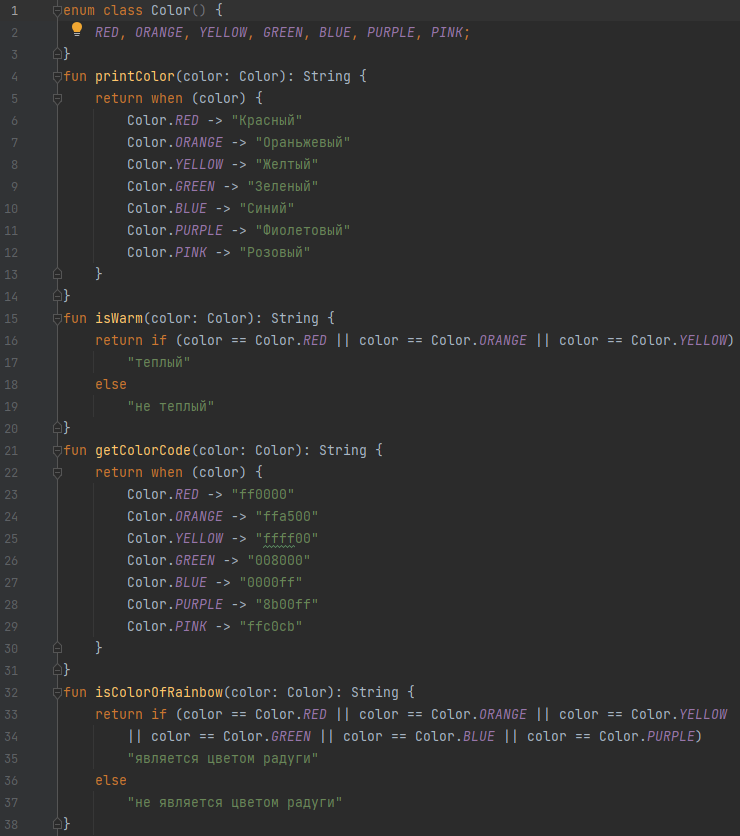 1 enum class Color() {
2 RED, ORANGE, YELLOW, GREEN, BLUE, PURPLE, PINK;
3 }
4 fun printColor(color: Color): String {
5 return when (color) {
6 Color.RED -> "Красный"
7 Color.ORANGE -> "Ораньжевый"
8 Color.YELLOW -> "Желтый"
9 Color.GREEN -> "Зеленый"
10 Color.BLUE -> "Синий"
11 Color.PURPLE -> "Фиолетовый"
12 Color.PINK -> "Розовый"
13 }
14 }
15 fun isWarm(color: Color): String {
16 return if (color == Color.RED || color == Color.ORANGE || color == Color.YELLOW)
17 "теплый"
18 else
19 "не теплый"
20 }
21 fun getColorCode(color: Color): String {
22 return when (color) {
23 Color.RED -> "ff0000"
24 Color.ORANGE -> "ffa500"
25 Color.YELLOW -> "ffff00"
26 Color.GREEN -> "008000"
27 Color.BLUE -> "0000ff"
28 Color.PURPLE -> "8b00ff"
29 Color.PINK -> "ffc0cb"
30 }
31 }
32 fun isColorOfRainbow(color: Color): String {
33 return if (color == Color.RED || color == Color.ORANGE || color == Color.YELLOW
34 || color == Color.GREEN || color == Color.BLUE || color == Color.PURPLE)
35 "является цветом радуги"
36 else
37 "не является цветом радуги"
38 }